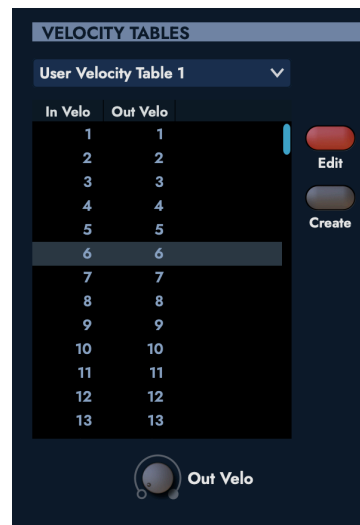 VELOCITY TABLES
User Velocity Table 1
In Velo Out Velo
1 1
2 2
3 3
4 4
5 5
6 6
7 7
8 8
9 9
10 10
11 11
12 12
13 13
Edit
Create
Out Velo